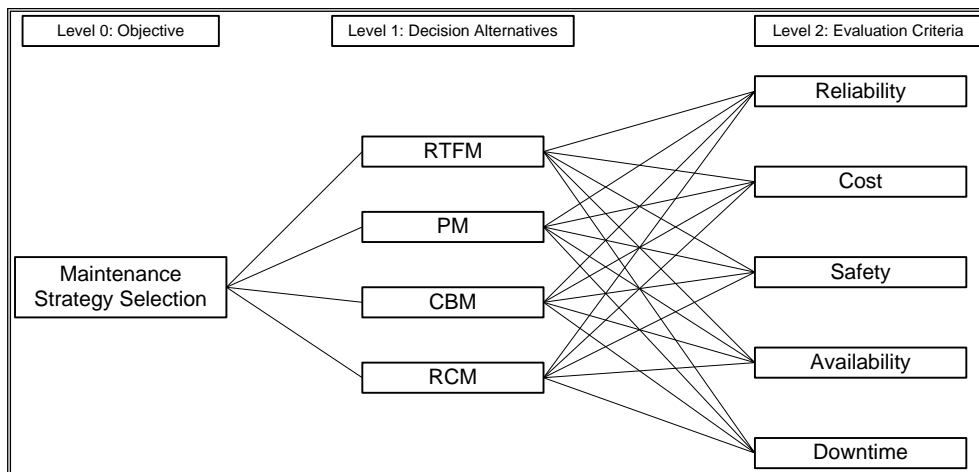 Level 0: Objective
Level 1: Decision Alternatives
Level 2: Evaluation Criteria
Maintenance
Strategy Selection
RTFM
PM
CBM
RCM
Reliability
Cost
Safety
Availability
Downtime